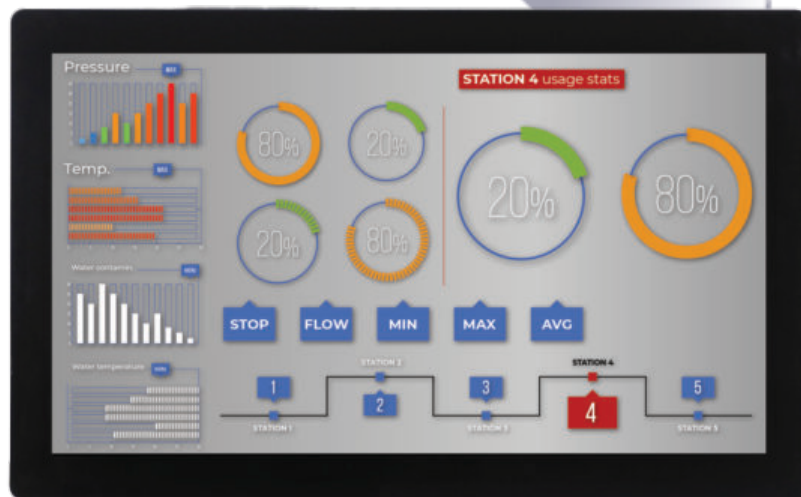 Pressure
STATION 4 usage stats
80%
20%
20%
80%
20%
80%
Temp.
Water contamies
Water temperature
STOP
FLOW
MIN
MAX
AVG
STATION 2
STATION 4
1
2
3
4
5
STATION 1
STATION 3
STATION 5